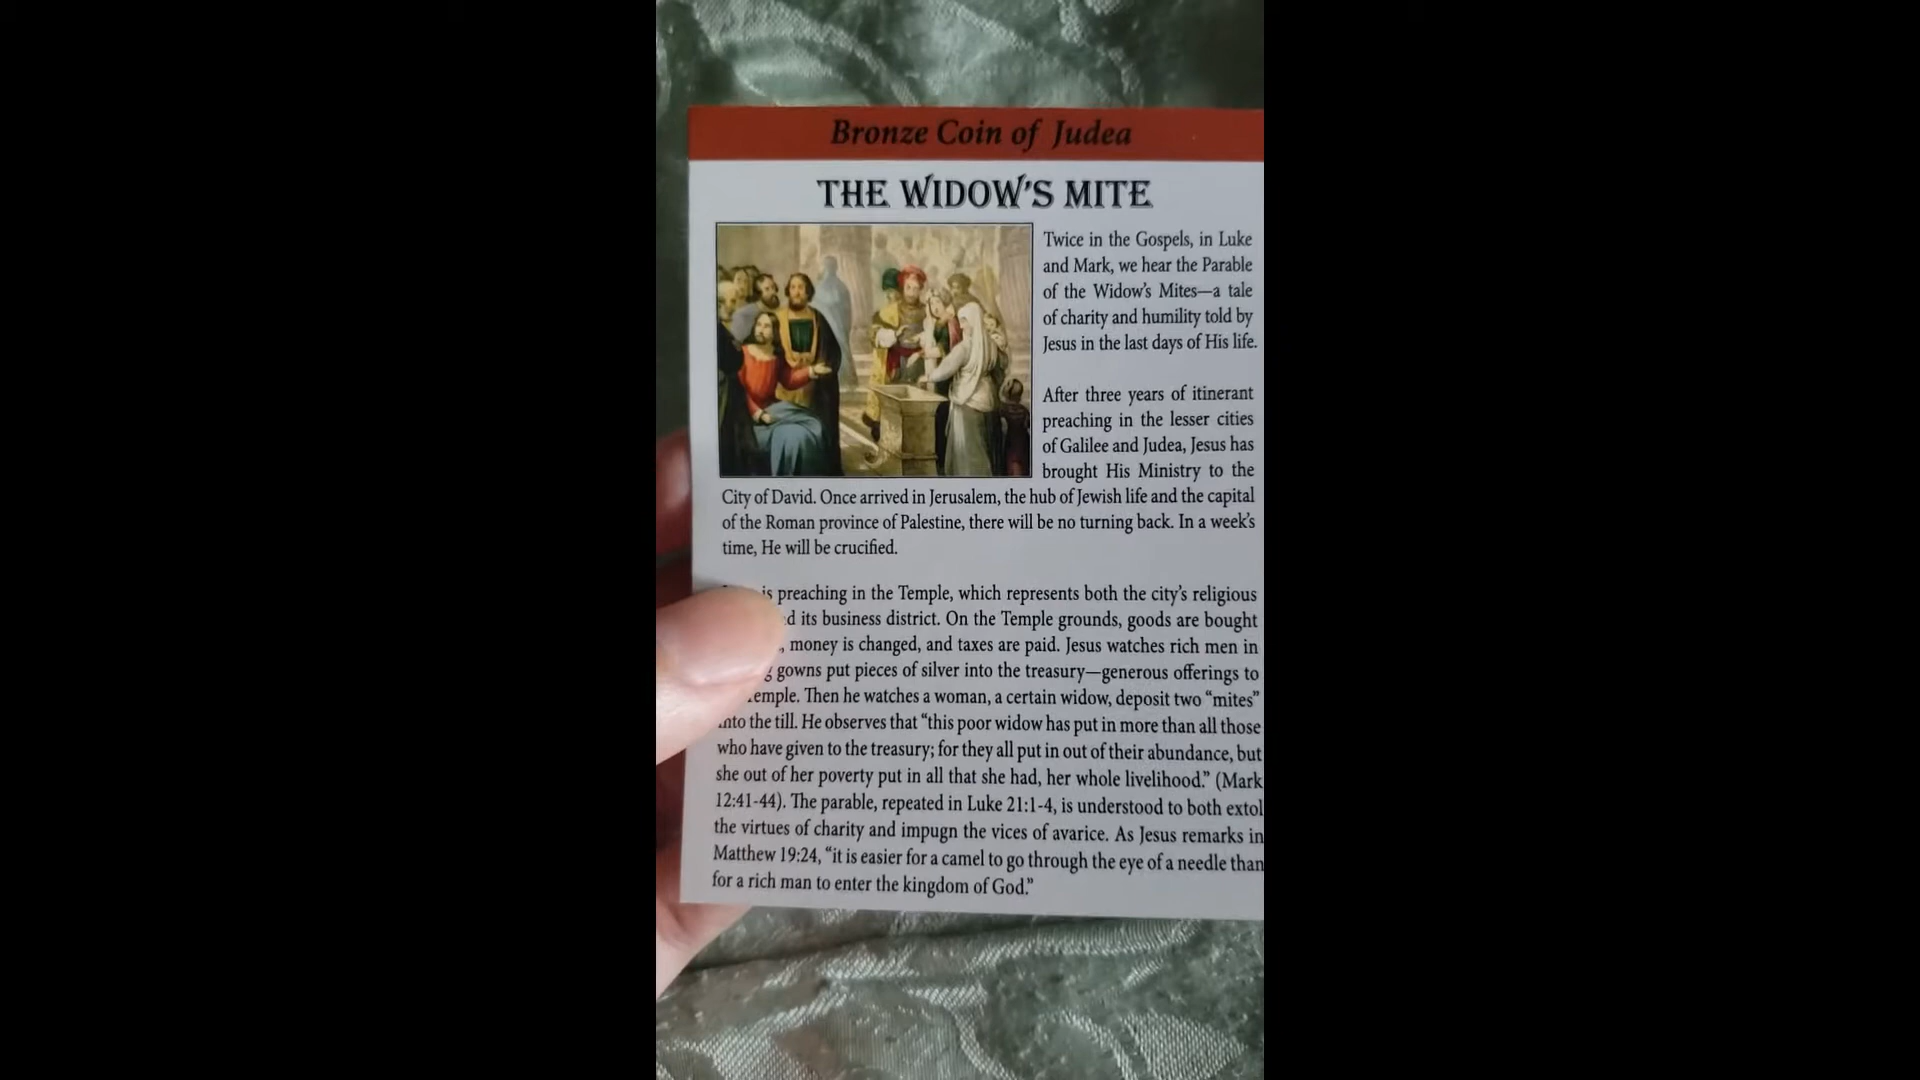 Bronze Coin of Judea
THE WIDOW'S MITE
Twice in the Gospels, in Luke
and Mark, we hear the Parable
of the Widow's Mites—a tale
of charity and humility told by
Jesus in the last days of His life.
After three years of itinerant
preaching in the lesser cities
of Galilee and Judea, Jesus has
brought His Ministry to the
City of David. Once arrived in Jerusalem, the hub of Jewish life and the capital
of the Roman province of Palestine, there will be no turning back. In a week's
time, He will be crucified.
is preaching in the Temple, which represents both the city's religious
its business district. On the Temple grounds, goods are bought
money is changed, and taxes are paid. Jesus watches rich men in
gowns put pieces of silver into the treasury—generous offerings to
Then he watches a woman, a certain widow, deposit two “mites”
into the till. He observes that “this poor widow has put in more than all those
who have given to the treasury; for they all put in out of their abundance, but
she out of her poverty put in all that she had, her whole livelihood.” (Mark
12:41-44). The parable, repeated in Luke 21:1-4, is understood to both extol
the virtues of charity and impugn the vices of avarice. As Jesus remarks in
Matthew 19:24, “it is easier for a camel to go through the eye of a needle than
for a rich man to enter the kingdom of God.”